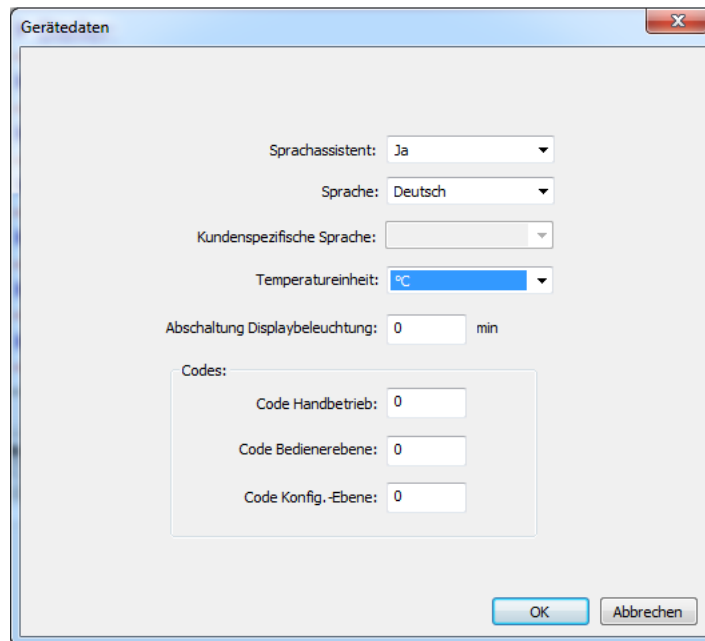 Gerätedaten
Sprachassistent: Ja
Sprache: Deutsch
Kundenspezifische Sprache:
Temperatureinheit: °C
Abschaltung Displaybeleuchtung: 0 min
Codes:
Code Handbetrieb: 0
Code Bedienerebene: 0
Code Konfig.-Ebene: 0
OK Abbrechen